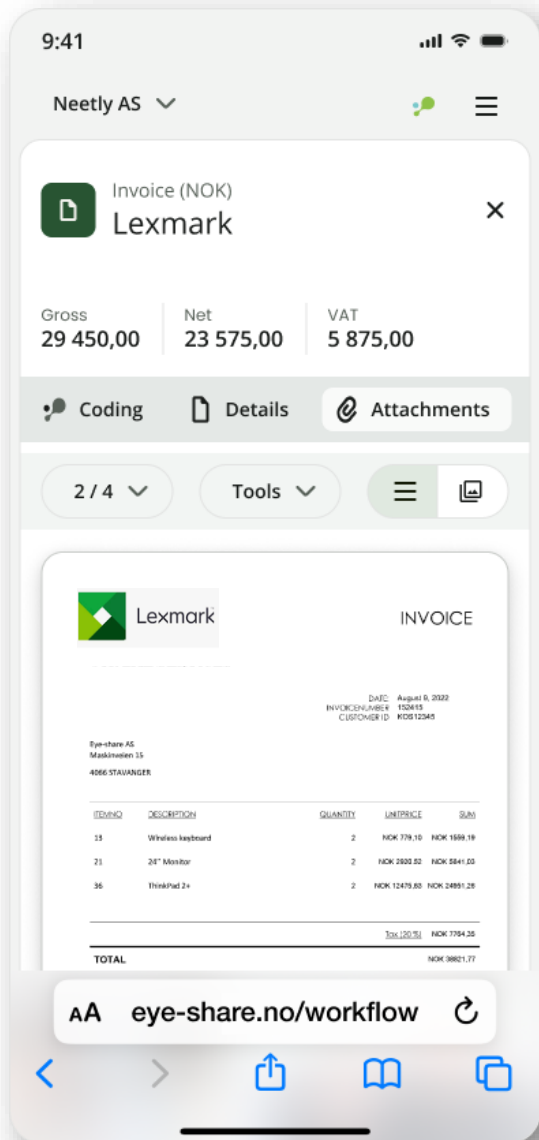 9:41
Neetly AS
Invoice (NOK)
Lexmark
Gross Net VAT
29 450,00 23 575,00 5 875,00
Coding Details Attachments
2 / 4 Tools
Lexmark
INVOICE
DATE: August 9, 2022
INVOICENUMBER 152415
CUSTOMER ID KOS12345
Eye-share AS
Maskinveien 15
4066 STAVANGER
ITEMNO DESCRIPTION QUANTITY UNITPRICE SUM
13 Wireless keyboard 2 NOK 779,10 NOK 1559,19
21 24" Monitor 2 NOK 2920,52 NOK 5841,03
36 ThinkPad 2+ 2 NOK 12475,63 NOK 24951,26
Tax (20 %) NOK 7764,35
TOTAL NOK 38821,77
AA eye-share.no/workflow